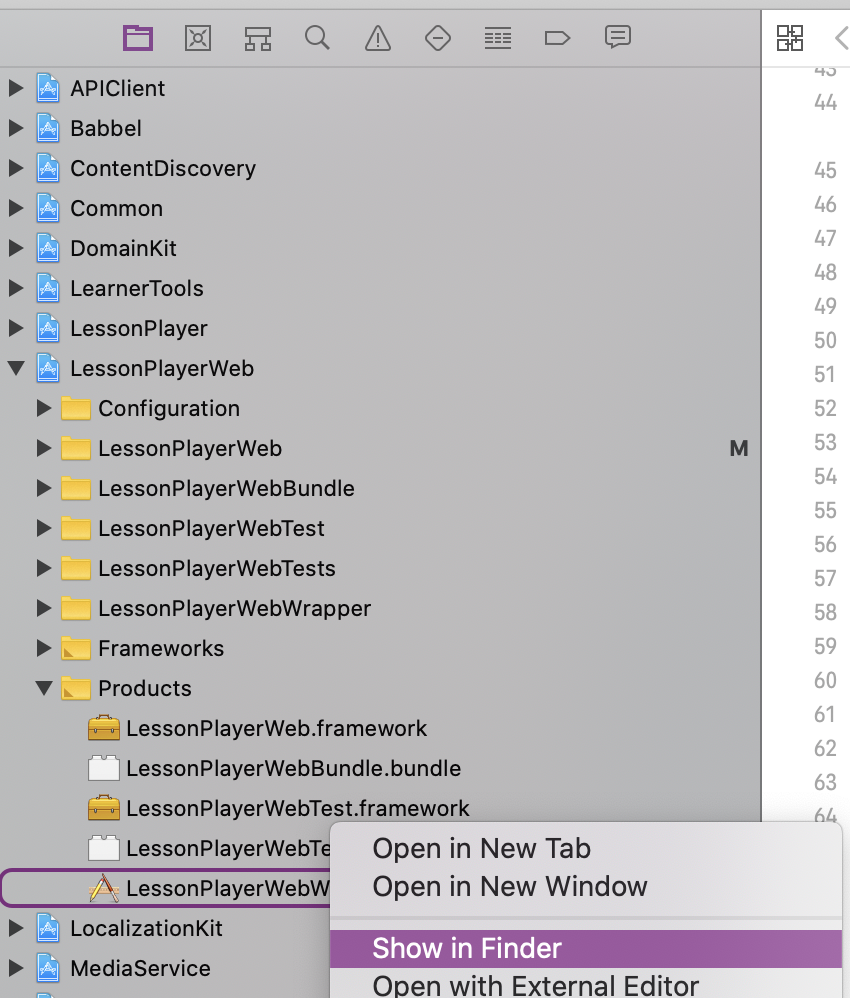 APIClient
Babbel
ContentDiscovery
Common
DomainKit
LearnerTools
LessonPlayer
LessonPlayerWeb
Configuration
LessonPlayerWeb M
LessonPlayerWebBundle
LessonPlayerWebTest
LessonPlayerWebTests
LessonPlayerWebWrapper
Frameworks
Products
LessonPlayerWeb.framework
LessonPlayerWebBundle.bundle
LessonPlayerWebTest.framework
LessonPlayerWebTe
LessonPlayerWebW
LocalizationKit
MediaService
43
44
45
46
47
48
49
50
51
52
53
54
55
56
57
58
59
60
61
62
63
64
Open in New Tab
Open in New Window
Show in Finder
Open with External Editor